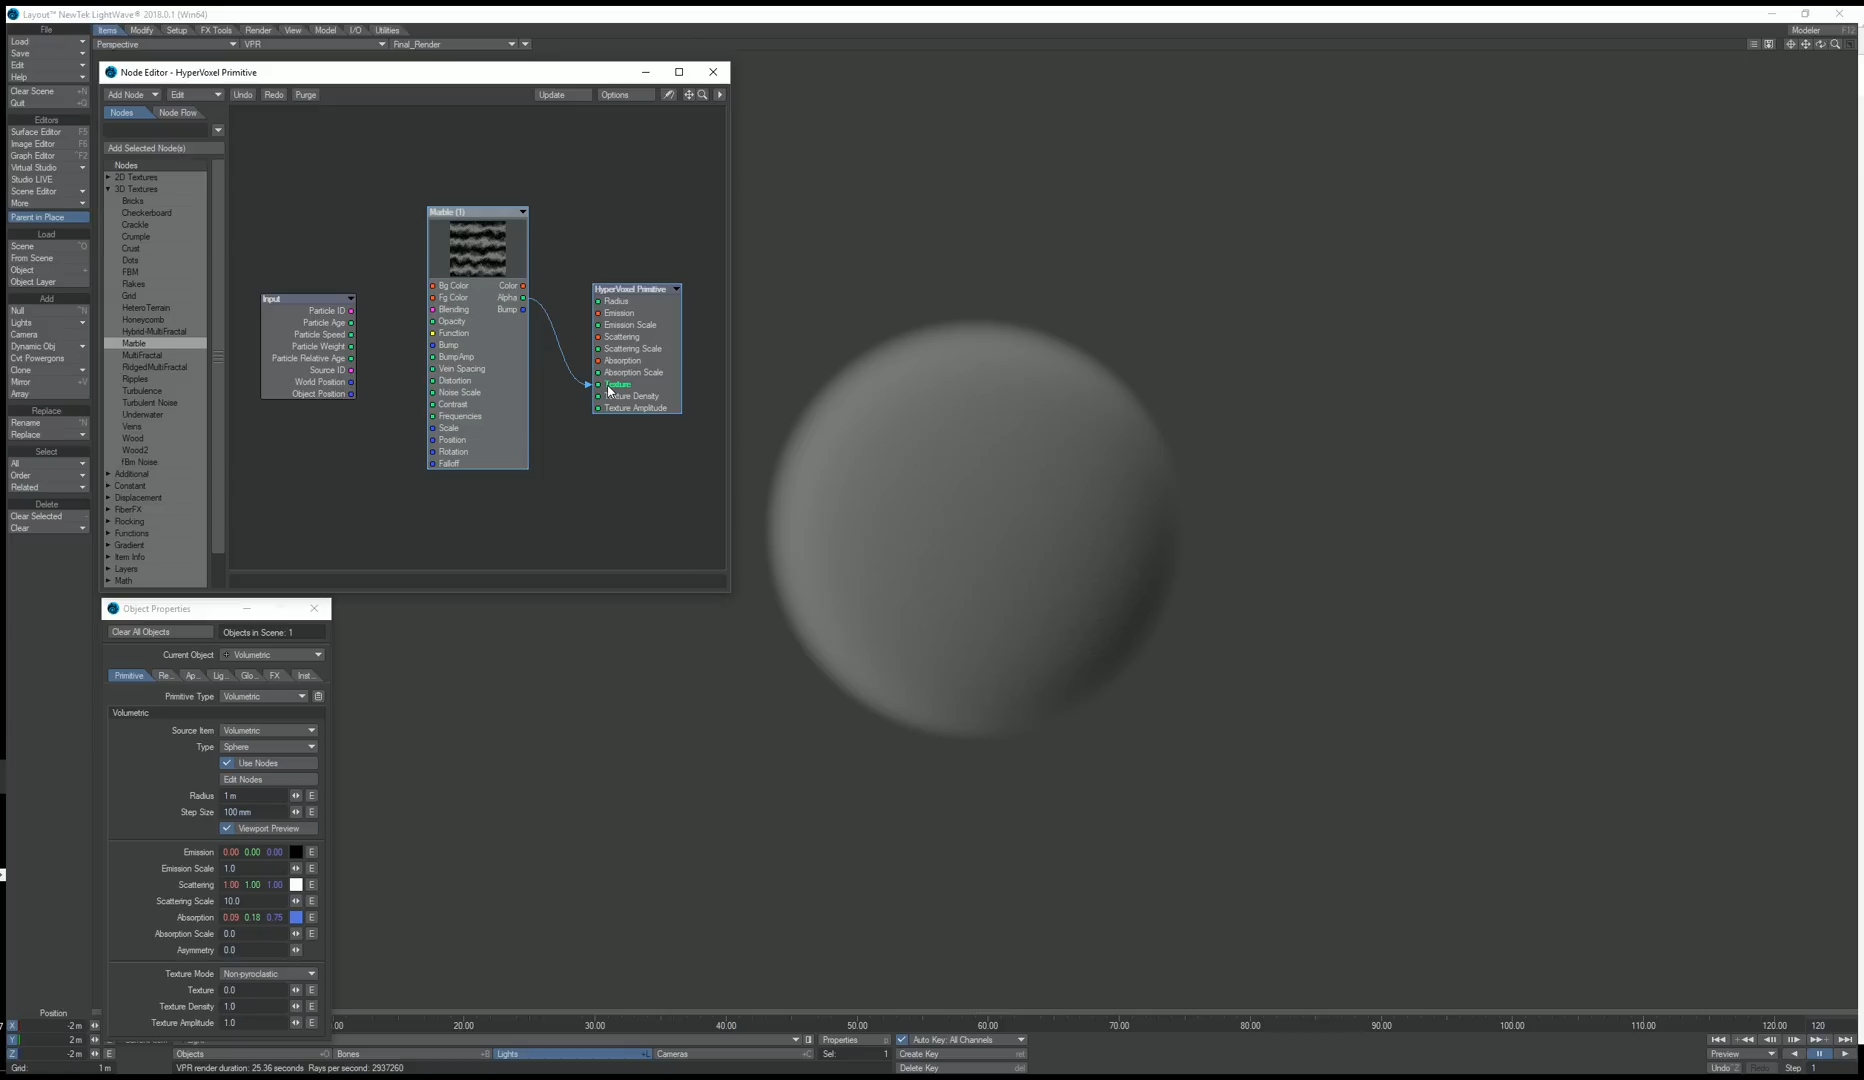 Layout™ NewTek LightWave® 2018.0.1 (Win64)
File Items Modify Setup FX Tools Render View Model I/O Utilities Modeler F12
Load Perspective VPR Final_Render
Save
Edit
Help
Clear Scene +N
Quit +Q
Editors
Surface Editor F5
Image Editor F6
Graph Editor ^F2
Virtual Studio
Studio LIVE
Scene Editor
More
Parent in Place
Load
Scene ^O
From Scene
Object +
Object Layer
Add
Null ^N
Lights
Camera
Dynamic Obj
Cvt Powergons
Clone
Mirror +V
Array
Replace
Rename ^N
Replace
Select
All
Order
Related
Delete
Clear Selected -
Clear
Node Editor - HyperVoxel Primitive
Add Node Edit Undo Redo Purge Update Options
Nodes Node Flow
Add Selected Node(s)
Nodes
2D Textures
3D Textures
Bricks
Checkerboard
Crackle
Crumple
Crust
Dots
FBM
Flakes
Grid
HeteroTerrain
Honeycomb
Hybrid-MultiFractal
Marble
MultiFractal
RidgedMultiFractal
Ripples
Turbulence
Turbulent Noise
Underwater
Veins
Wood
Wood2
fBm Noise
Additional
Constant
Displacement
FiberFX
Flocking
Functions
Gradient
Item Info
Layers
Math
Input
Particle ID
Particle Age
Particle Speed
Particle Weight
Particle Relative Age
Source ID
World Position
Object Position
Marble (1)
Bg Color Color
Fg Color Alpha
Blending Bump
Opacity
Function
Bump
BumpAmp
Vein Spacing
Distortion
Noise Scale
Contrast
Frequencies
Scale
Position
Rotation
Falloff
HyperVoxel Primitive
Radius
Emission
Emission Scale
Scattering
Scattering Scale
Absorption
Absorption Scale
Texture
Texture Density
Texture Amplitude
Object Properties
Clear All Objects Objects in Scene: 1
Current Object + Volumetric
Primitive Re... Ap... Lig... Glo... FX Inst...
Primitive Type Volumetric
Volumetric
Source Item Volumetric
Type Sphere
Use Nodes
Edit Nodes
Radius 1 m E
Step Size 100 mm E
Viewport Preview
Emission 0.00 0.00 0.00 E
Emission Scale 1.0 E
Scattering 1.00 1.00 1.00 E
Scattering Scale 10.0 E
Absorption 0.09 0.18 0.75 E
Absorption Scale 0.0 E
Asymmetry 0.0
Texture Mode Non-pyroclastic
Texture 0.0 E
Texture Density 1.0 E
Texture Amplitude 1.0 E
Position
X -2 m 20.00 30.00 40.00 50.00 60.00 70.00 80.00 90.00 100.00 110.00 120.00 120
Y 2 m Properties p Auto Key: All Channels
Z -2 m E Objects +O Bones +B Lights +L Cameras +C Sel: 1 Create Key ret Preview
Grid: 1 m VPR render duration: 25.36 seconds Rays per second: 2937260 Delete Key del Undo ^Z Redo Step 1